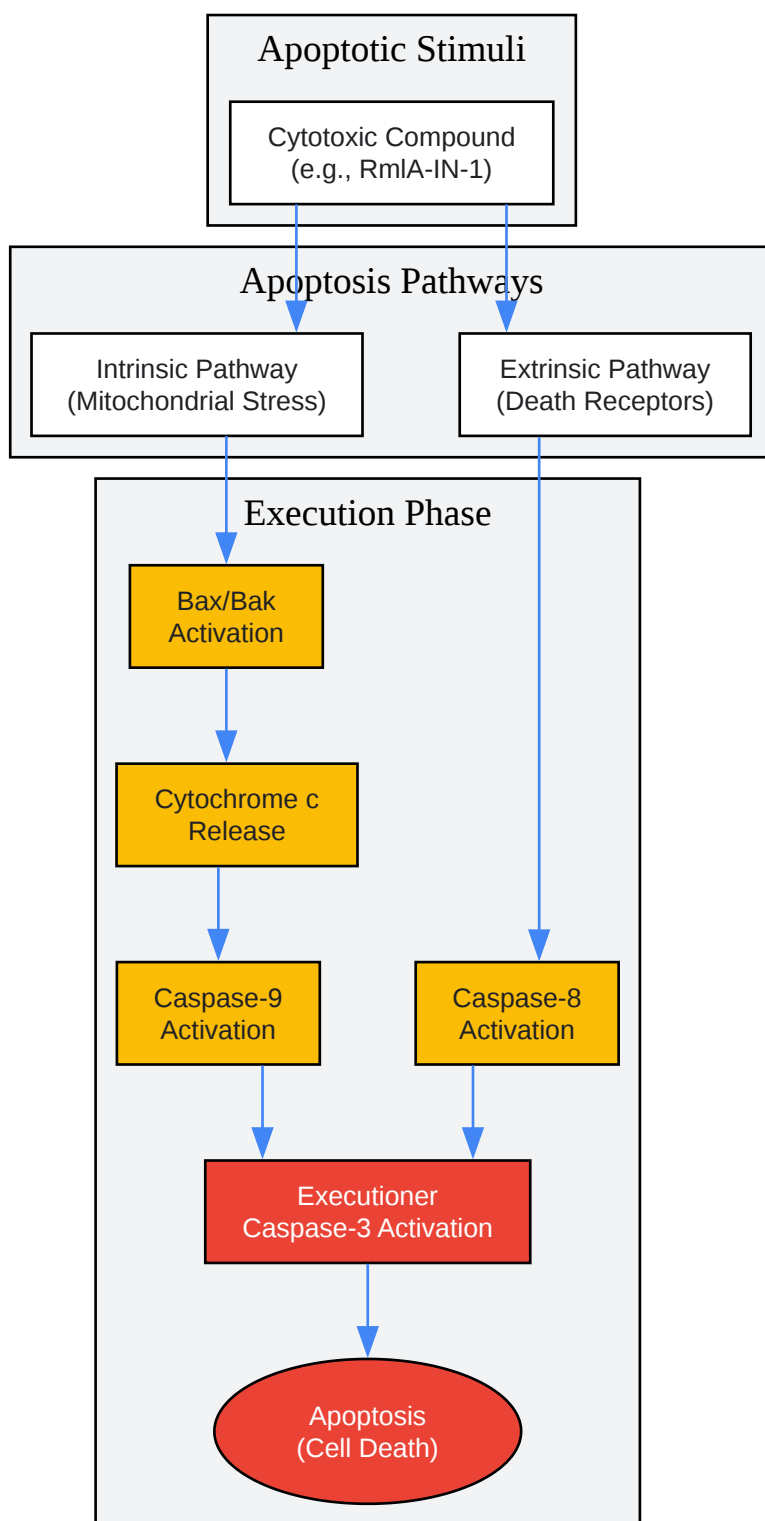 Apoptotic Stimuli
Cytotoxic Compound
(e.g., RmlA-IN-1)
Apoptosis Pathways
Intrinsic Pathway
(Mitochondrial Stress)
Extrinsic Pathway
(Death Receptors)
Execution Phase
Bax/Bak
Activation
Cytochrome c
Release
Caspase-9
Activation
Caspase-8
Activation
Executioner
Caspase-3 Activation
Apoptosis
(Cell Death)